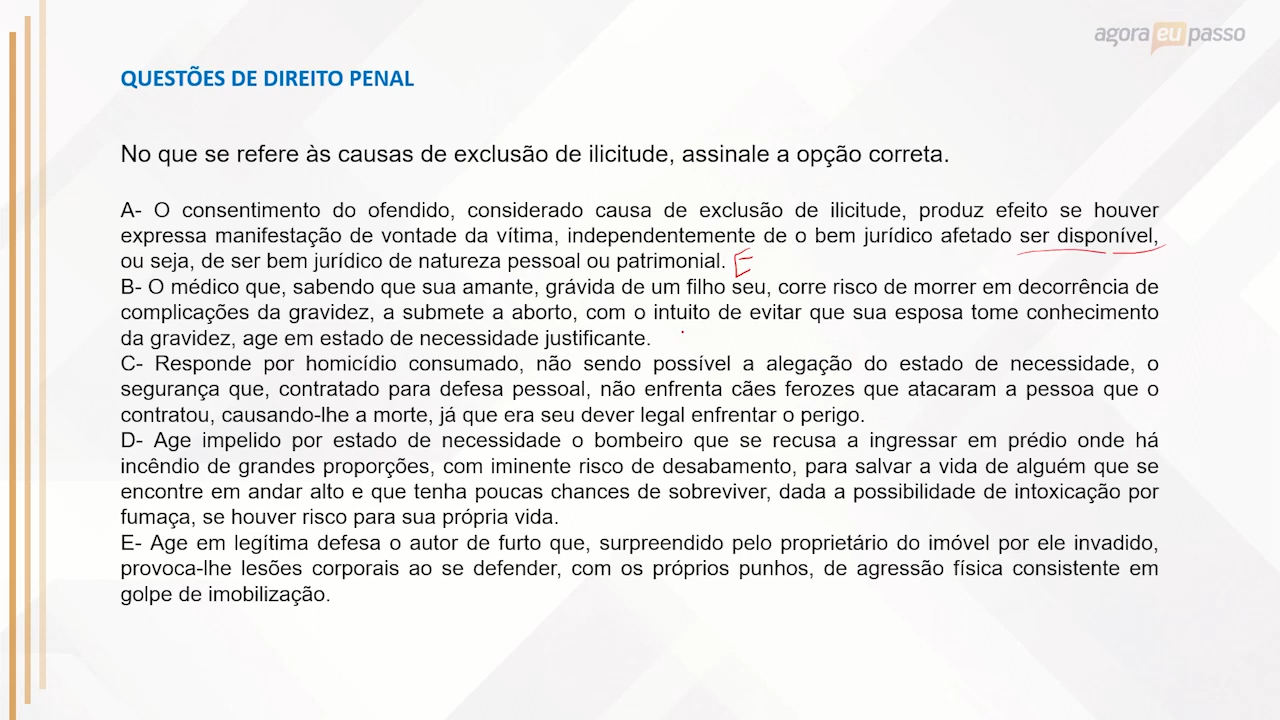 agora eu passo
QUESTÕES DE DIREITO PENAL
No que se refere às causas de exclusão de ilicitude, assinale a opção correta.
A- O consentimento do ofendido, considerado causa de exclusão de ilicitude, produz efeito se houver
expressa manifestação de vontade da vítima, independentemente de o bem jurídico afetado ser disponível,
ou seja, de ser bem jurídico de natureza pessoal ou patrimonial. E
B- O médico que, sabendo que sua amante, grávida de um filho seu, corre risco de morrer em decorrência de
complicações da gravidez, a submete a aborto, com o intuito de evitar que sua esposa tome conhecimento
da gravidez, age em estado de necessidade justificante.
C- Responde por homicídio consumado, não sendo possível a alegação do estado de necessidade, o
segurança que, contratado para defesa pessoal, não enfrenta cães ferozes que atacaram a pessoa que o
contratou, causando-lhe a morte, já que era seu dever legal enfrentar o perigo.
D- Age impelido por estado de necessidade o bombeiro que se recusa a ingressar em prédio onde há
incêndio de grandes proporções, com iminente risco de desabamento, para salvar a vida de alguém que se
encontre em andar alto e que tenha poucas chances de sobreviver, dada a possibilidade de intoxicação por
fumaça, se houver risco para sua própria vida.
E- Age em legítima defesa o autor de furto que, surpreendido pelo proprietário do imóvel por ele invadido,
provoca-lhe lesões corporais ao se defender, com os próprios punhos, de agressão física consistente em
golpe de imobilização.